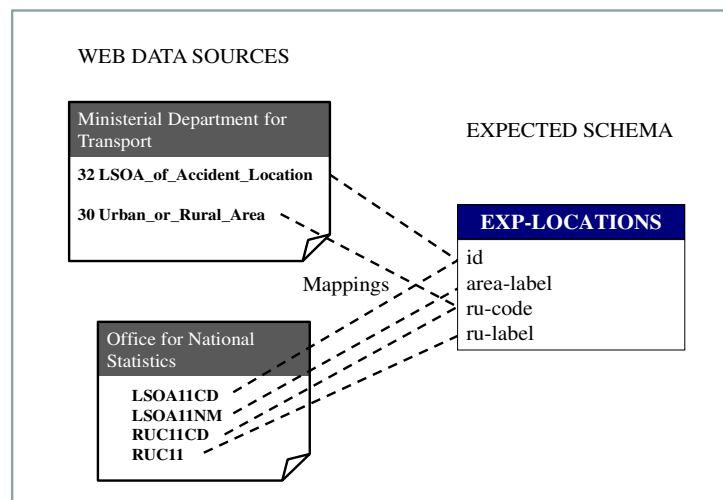 WEB DATA SOURCES
Ministerial Department for
Transport
32 LSOA_of_Accident_Location
30 Urban_or_Rural_Area
EXPECTED SCHEMA
EXP-LOCATIONS
id
area-label
ru-code
ru-label
Mappings
Office for National
Statistics
LSOA11CD
LSOA11NM
RUC11CD
RUC11